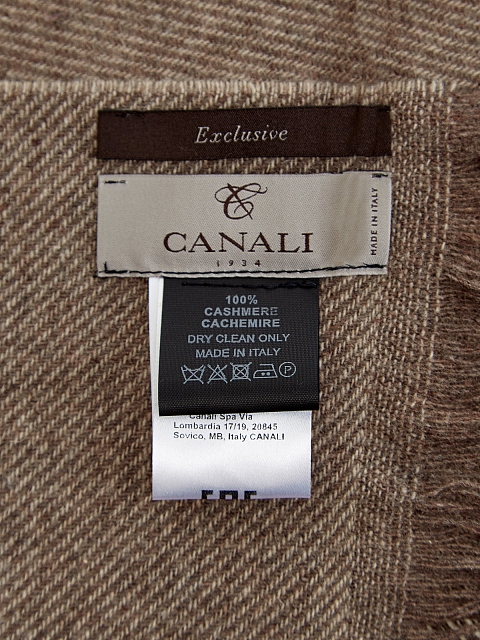 Exclusive
CANALI
1934
MADE IN ITALY
100%
CASHMERE
CACHEMIRE
DRY CLEAN ONLY
MADE IN ITALY
P
Canali Spa Via
Lombardia 17/19, 20845
Sovico, MB, Italy CANALI